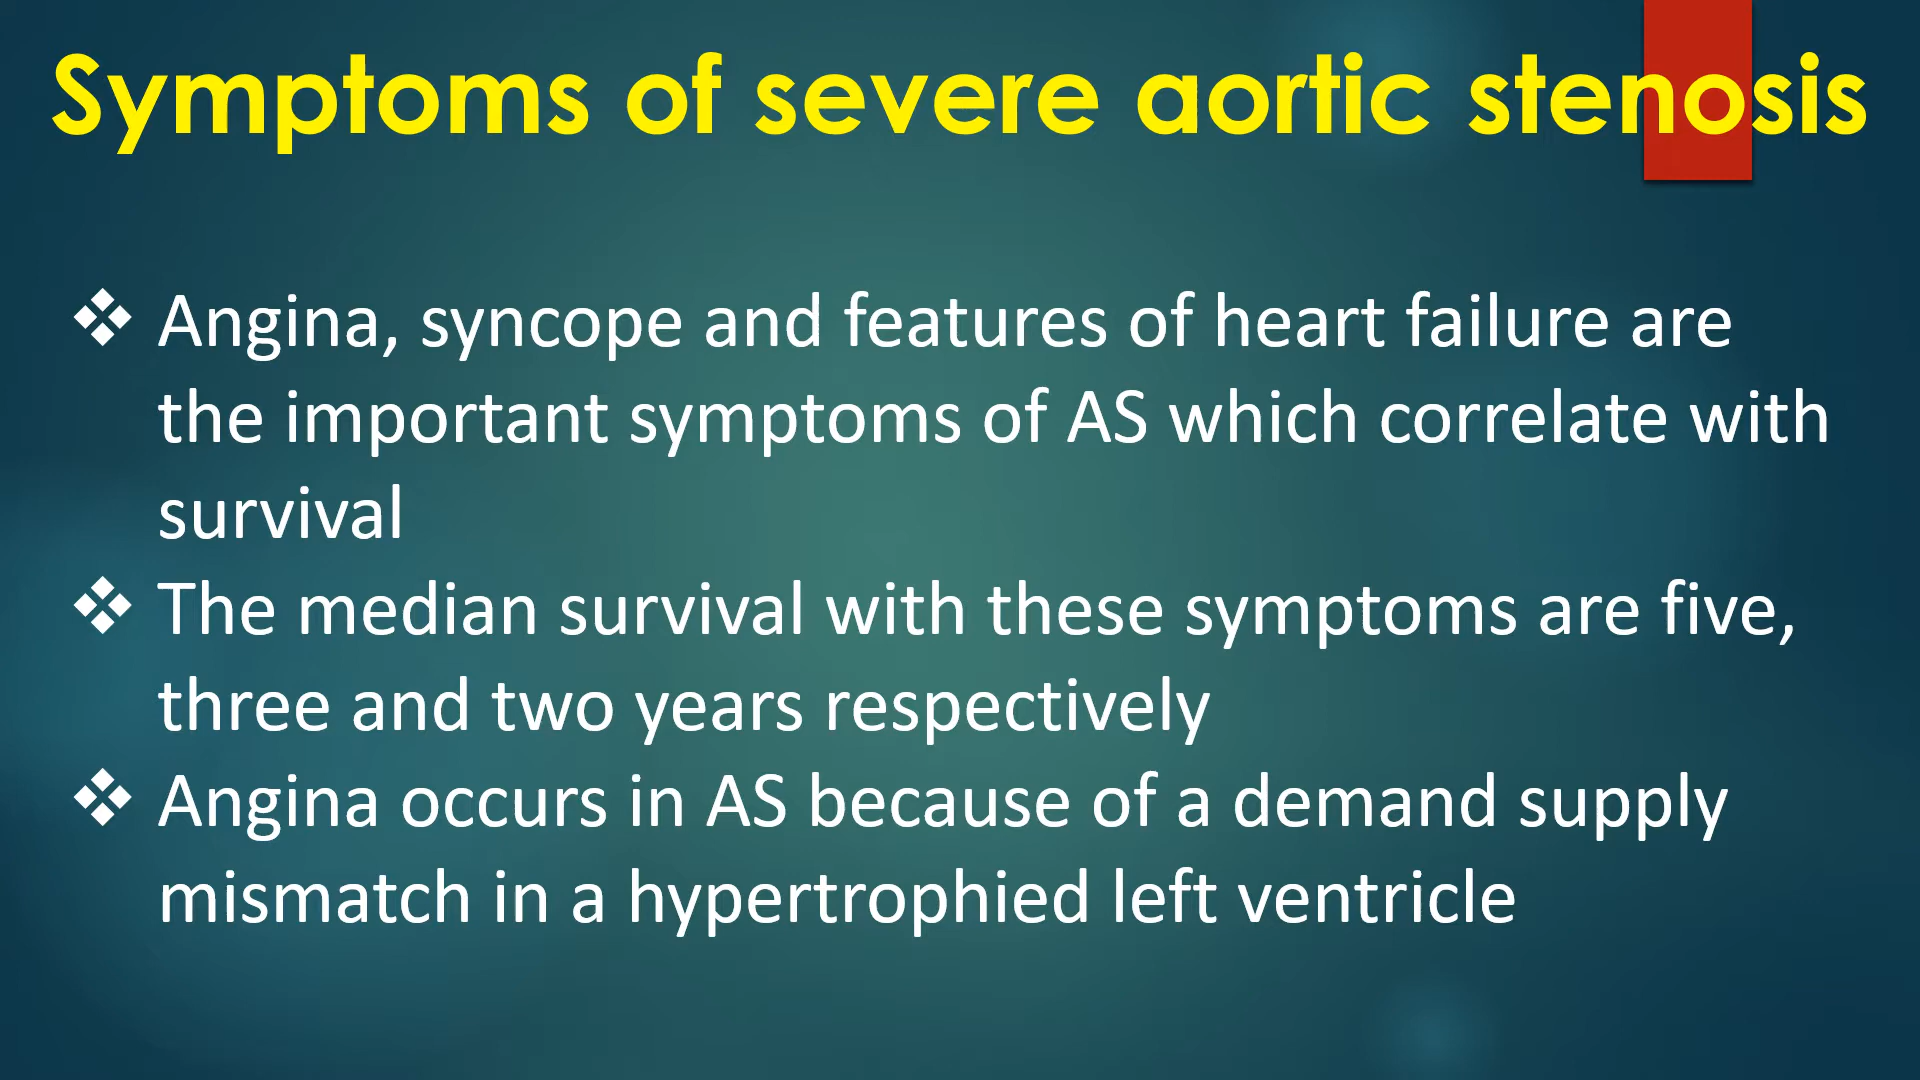 Symptoms of severe aortic stenosis
❖ Angina, syncope and features of heart failure are
the important symptoms of AS which correlate with
survival
❖ The median survival with these symptoms are five,
three and two years respectively
❖ Angina occurs in AS because of a demand supply
mismatch in a hypertrophied left ventricle